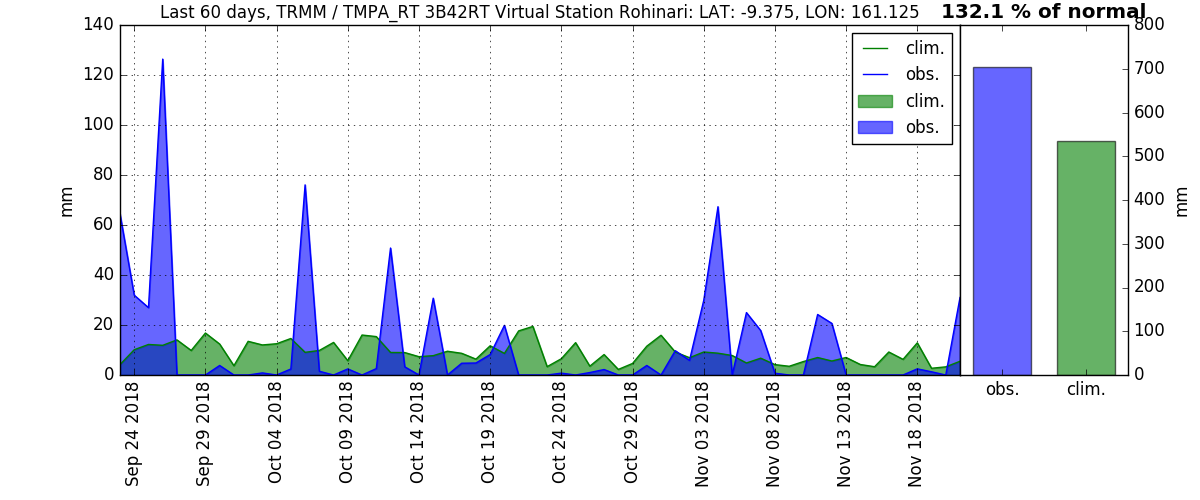 Last 60 days, TRMM / TMPA_RT 3B42RT Virtual Station Rohinari: LAT: -9.375, LON: 161.125
132.1 % of normal
140
120
100
80
60
40
20
0
mm
clim.
obs.
clim.
obs.
800
700
600
500
400
300
200
100
0
mm
obs.
clim.
Sep 24 2018
Sep 29 2018
Oct 04 2018
Oct 09 2018
Oct 14 2018
Oct 19 2018
Oct 24 2018
Oct 29 2018
Nov 03 2018
Nov 08 2018
Nov 13 2018
Nov 18 2018